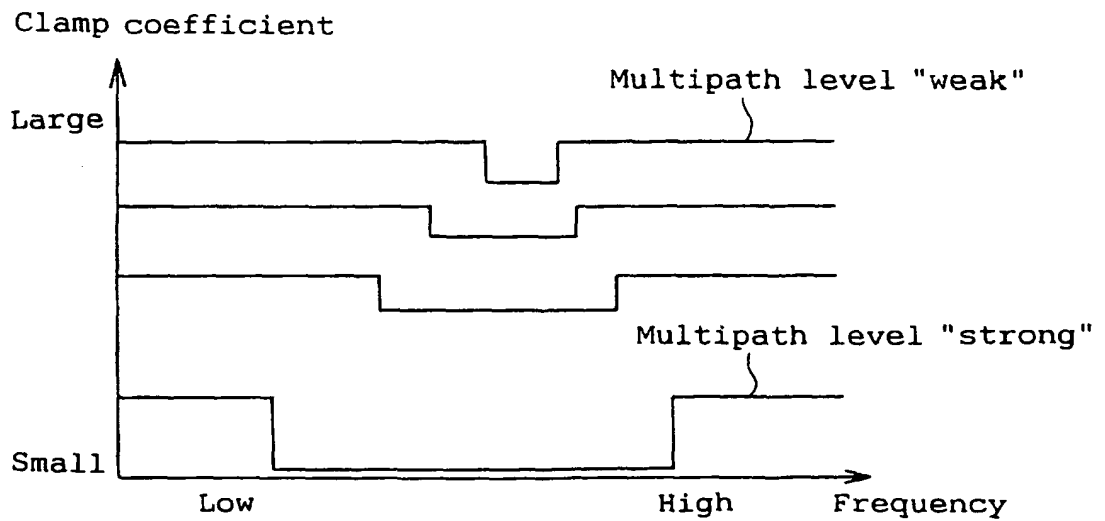 Clamp coefficient
Multipath level "weak"
Large
Multipath level "strong"
Small
Low
High
Frequency